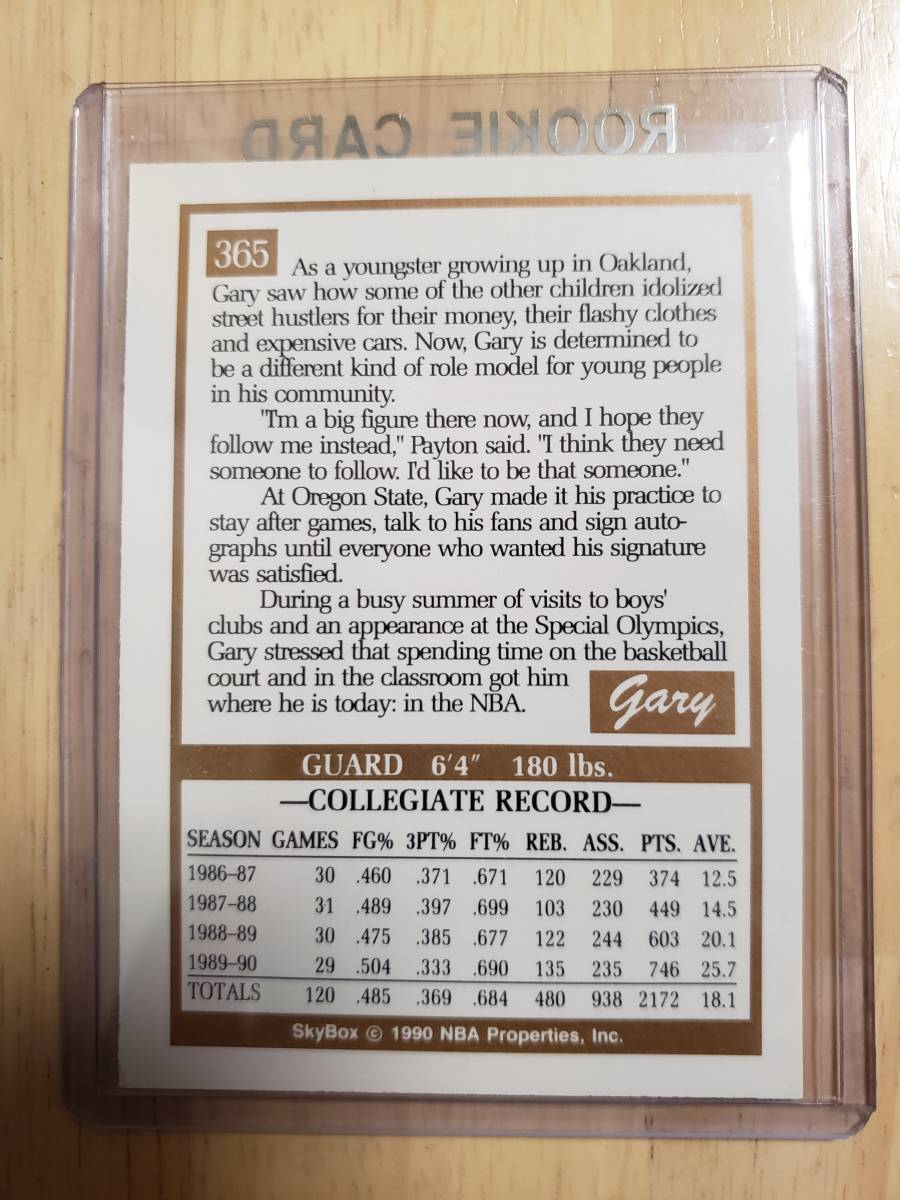 ROOKIE CARD
365
As a youngster growing up in Oakland,
Gary saw how some of the other children idolized
street hustlers for their money, their flashy clothes
and expensive cars. Now, Gary is determined to
be a different kind of role model for young people
in his community.
"I'm a big figure there now, and I hope they
follow me instead," Payton said. "I think they need
someone to follow. I'd like to be that someone."
At Oregon State, Gary made it his practice to
stay after games, talk to his fans and sign auto-
graphs until everyone who wanted his signature
was satisfied.
During a busy summer of visits to boys'
clubs and an appearance at the Special Olympics,
Gary stressed that spending time on the basketball
court and in the classroom got him
where he is today: in the NBA.
Gary
GUARD 6'4" 180 lbs.
—COLLEGIATE RECORD—
SEASON GAMES FG% 3PT% FT% REB. ASS. PTS. AVE.
1986–87 30 .460 .371 .671 120 229 374 12.5
1987–88 31 .489 .397 .699 103 230 449 14.5
1988–89 30 .475 .385 .677 122 244 603 20.1
1989–90 29 .504 .333 .690 135 235 746 25.7
TOTALS 120 .485 .369 .684 480 938 2172 18.1
SkyBox © 1990 NBA Properties, Inc.